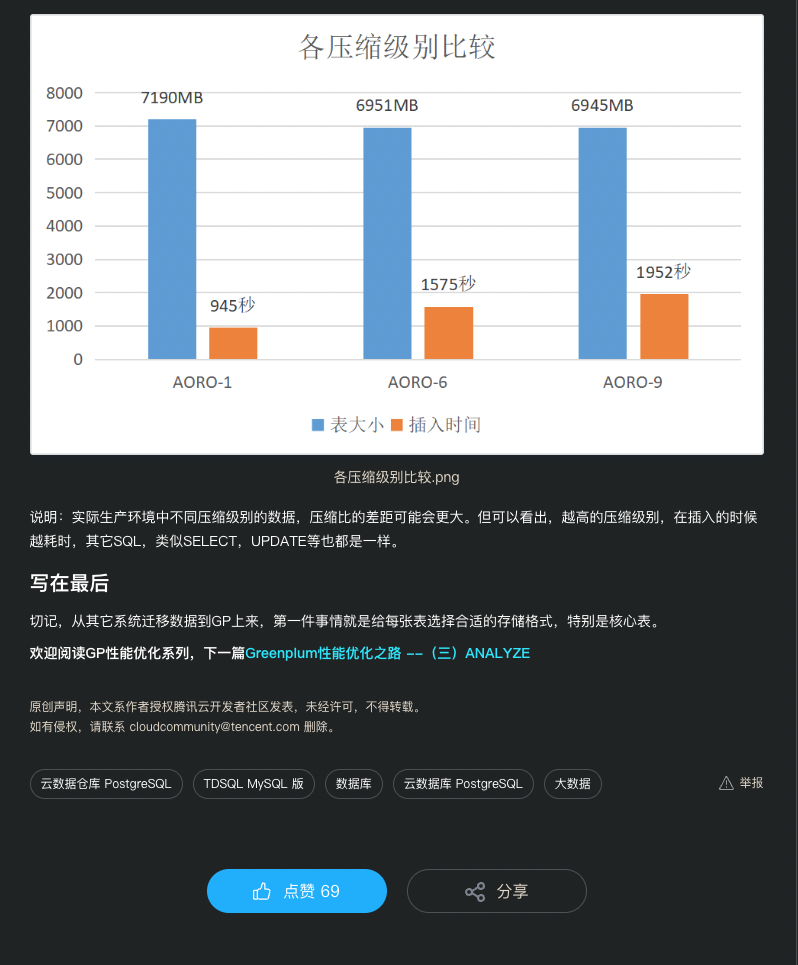 各压缩级别比较
8000
7000
6000
5000
4000
3000
2000
1000
0
7190MB
945秒
6951MB
1575秒
6945MB
1952秒
AORO-1
AORO-6
AORO-9
表大小 插入时间
各压缩级别比较.png
说明：实际生产环境中不同压缩级别的数据，压缩比的差距可能会更大。但可以看出，越高的压缩级别，在插入的时候
越耗时，其它SQL，类似SELECT，UPDATE等也都是一样。
写在最后
切记，从其它系统迁移数据到GP上来，第一件事情就是给每张表选择合适的存储格式，特别是核心表。
欢迎阅读GP性能优化系列，下一篇Greenplum性能优化之路 --（三）ANALYZE
原创声明，本文系作者授权腾讯云开发者社区发表，未经许可，不得转载。
如有侵权，请联系 cloudcommunity@tencent.com 删除。
云数据仓库 PostgreSQL TDSQL MySQL 版 数据库 云数据库 PostgreSQL 大数据 举报
点赞 69 分享